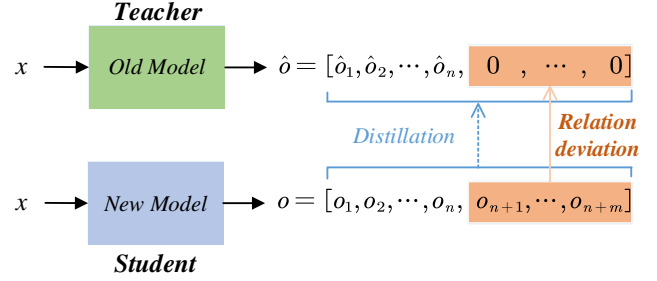 Teacher
x Old Model ô = [ô₁, ô₂, ⋯, ôₙ, 0 , ⋯ , 0]
Distillation Relation
deviation
x New Model o = [o₁, o₂, ⋯, oₙ, oₙ₊₁, ⋯, oₙ₊ₘ]
Student